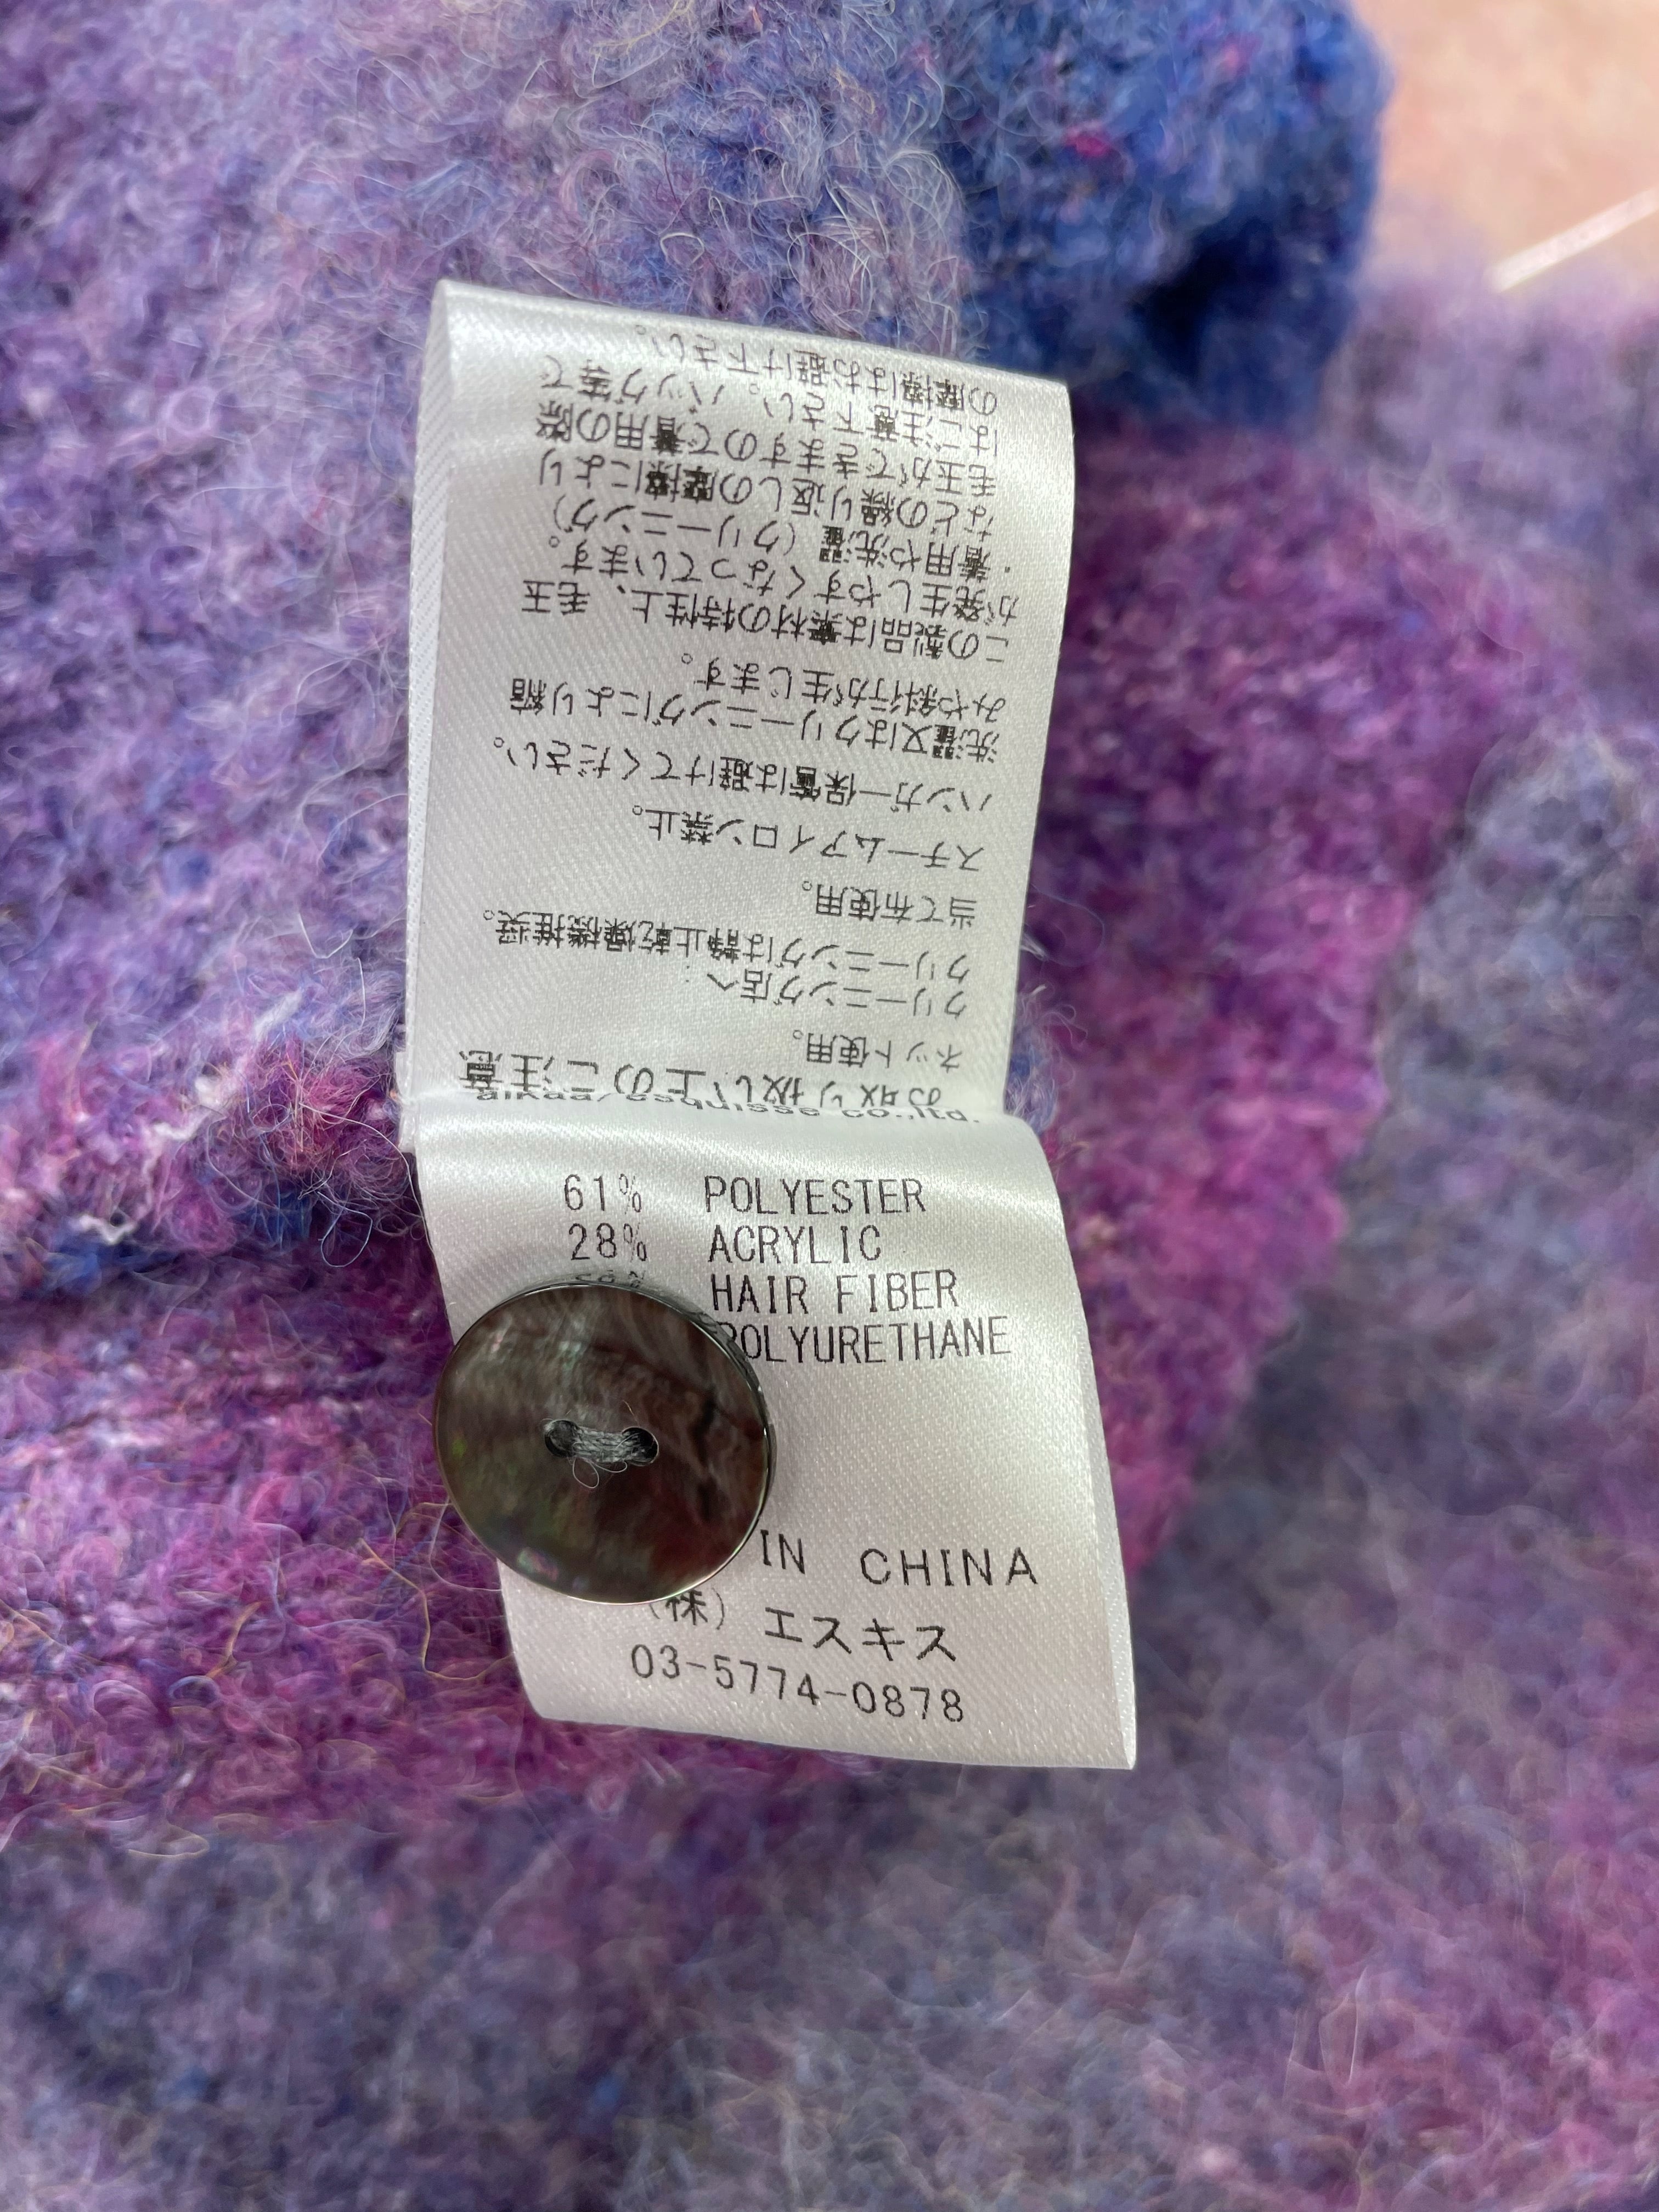 お取り扱い上のご注意
ネット使用。
クリーニング店へ:
クリーニングは静止乾燥機推奨。
当て布使用。
スチームアイロン禁止。
ハンガー保管は避けてください。
洗濯又はクリーニングにより縮
みや斜行が生じます。
この製品は素材の特性上、毛玉
が発生しやすくなっています。
・着用や洗濯(クリーニング)
などの繰り返しの摩擦により
毛玉ができますので着用の際
はご注意下さい。バッグ等で
の摩擦はお避け下さい。
esquisse co.,ltd.
61% POLYESTER
28% ACRYLIC
HAIR FIBER
POLYURETHANE
IN CHINA
(株)エスキス
03-5774-0878